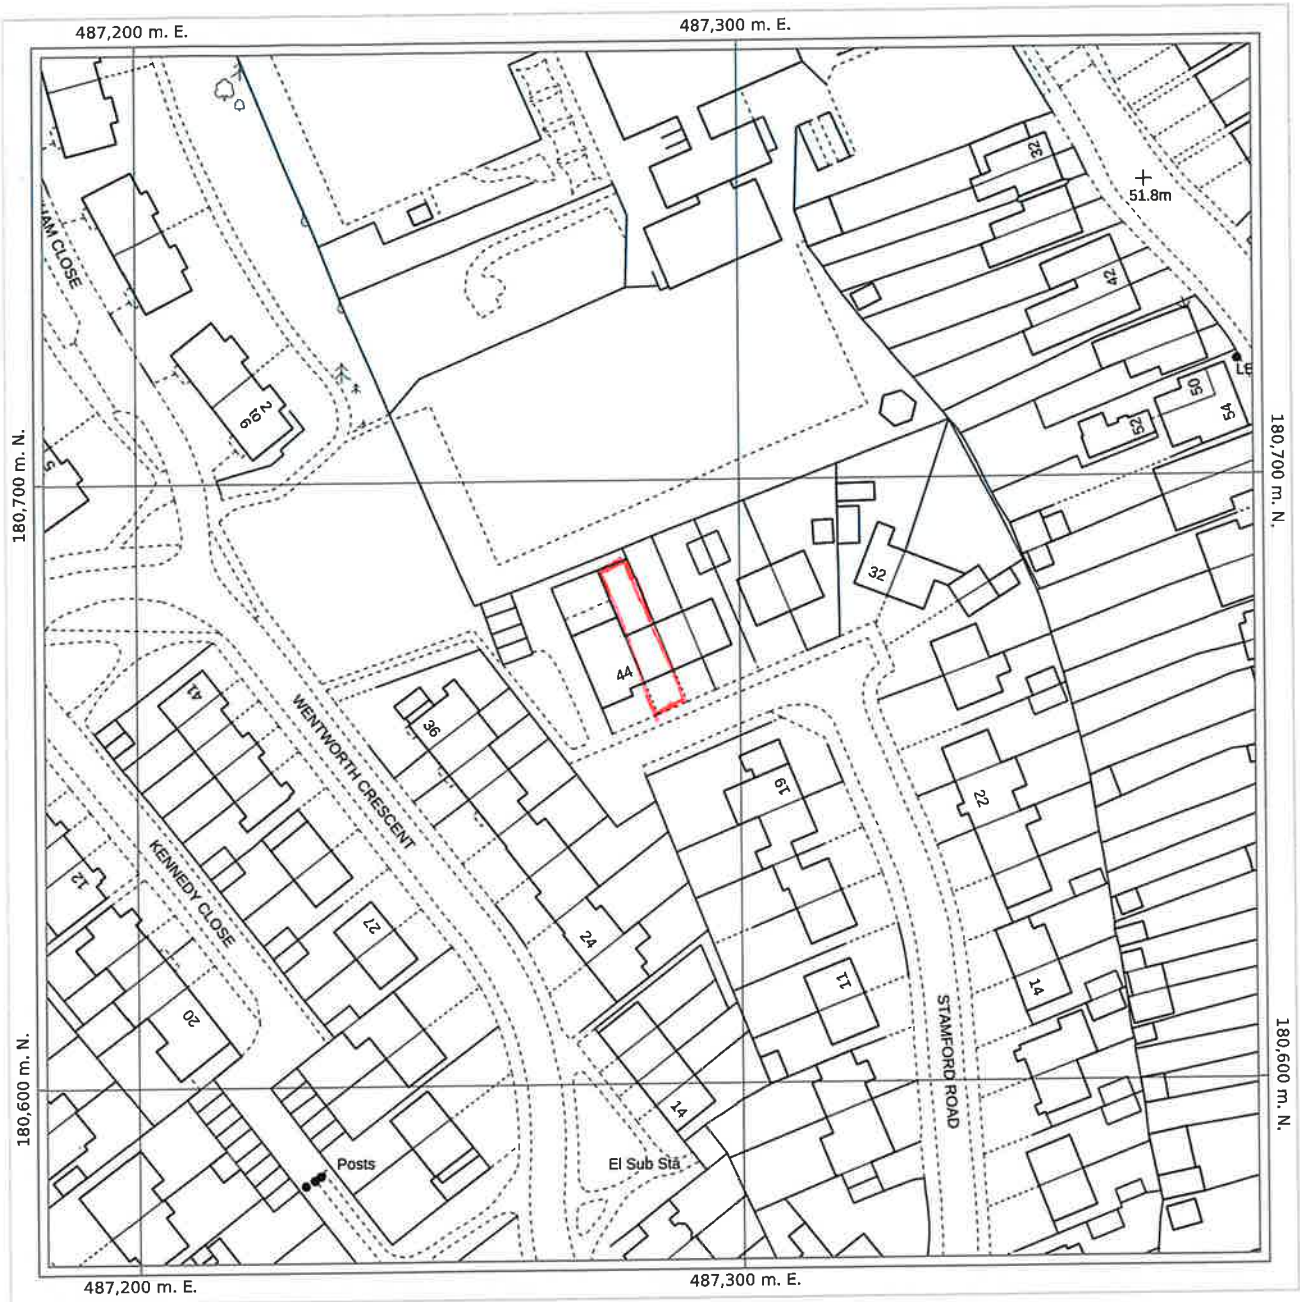 487,200 m. E.
487,300 m. E.
32
51.8m
HAM CLOSE
42
LB
50
54
52
2
to
6
5
180,700 m. N.
180,700 m. N.
32
44
41
36
WENTWORTH CRESCENT
19
22
KENNEDY CLOSE
12
27
24
11
14
20
STAMFORD ROAD
180,600 m. N.
180,600 m. N.
14
Posts
El Sub Sta
487,200 m. E.
487,300 m. E.